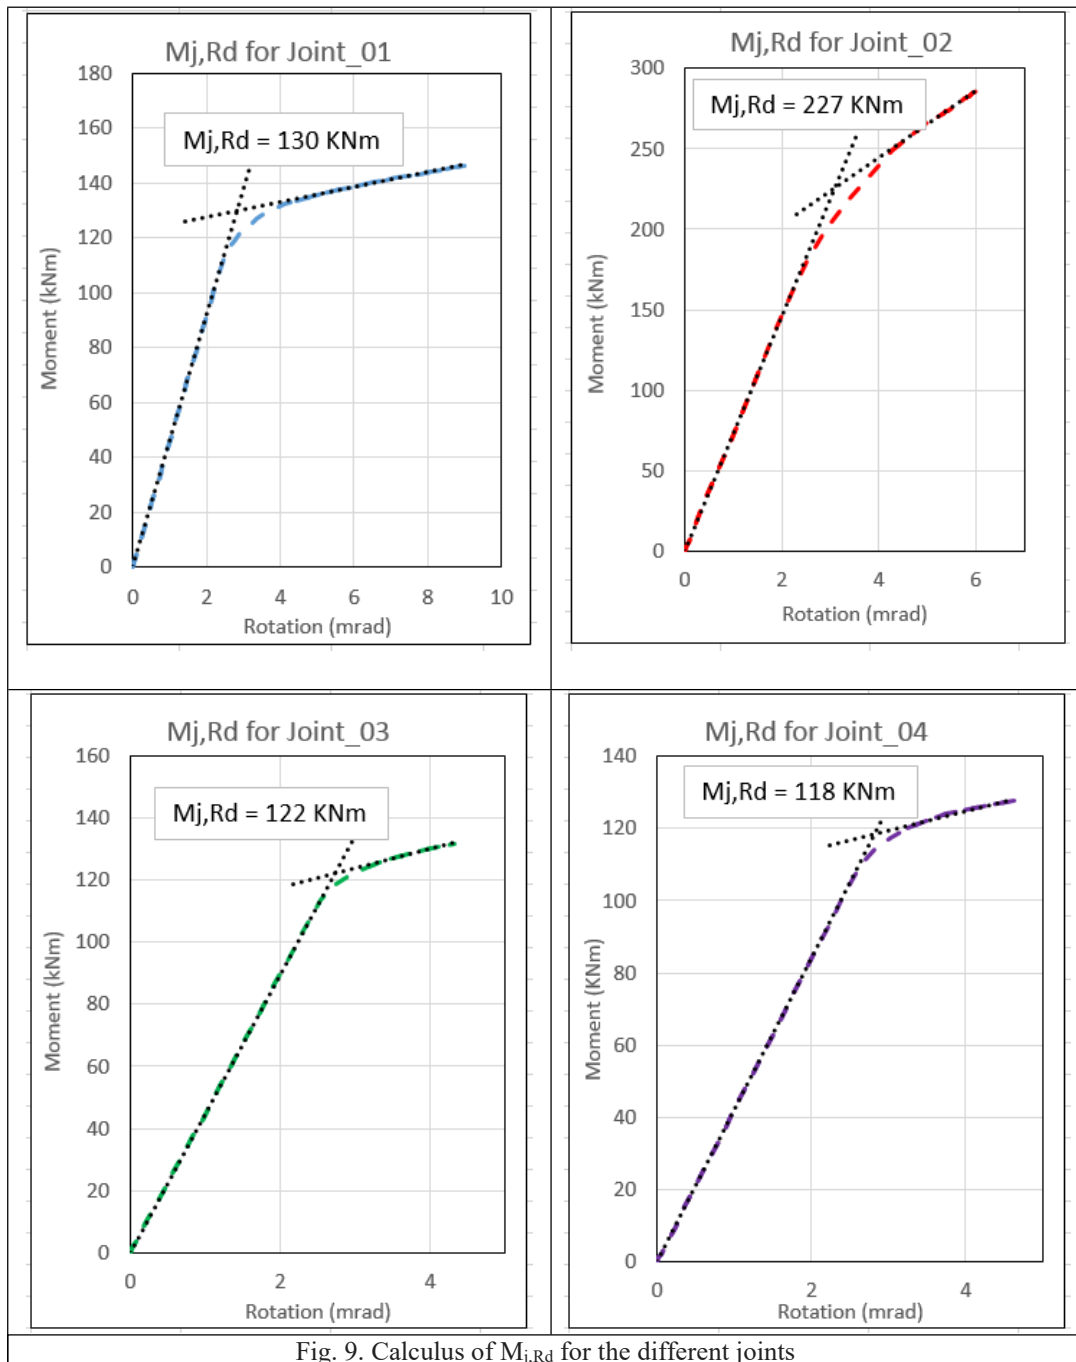 Mj,Rd for Joint_01
180
160
140
120
100
80
60
40
20
0
Mj,Rd = 130 KNm
Moment (kNm)
0 2 4 6 8 10
Rotation (mrad)
Mj,Rd for Joint_02
300
250
200
150
100
50
0
Mj,Rd = 227 KNm
Moment (kNm)
0 2 4 6
Rotation (mrad)
Mj,Rd for Joint_03
160
140
120
100
80
60
40
20
0
Mj,Rd = 122 KNm
Moment (kNm)
0 2 4
Rotation (mrad)
Mj,Rd for Joint_04
140
120
100
80
60
40
20
0
Mj,Rd = 118 KNm
Moment (KNm)
0 2 4
Rotation (mrad)
Fig. 9. Calculus of Mj,Rd for the different joints